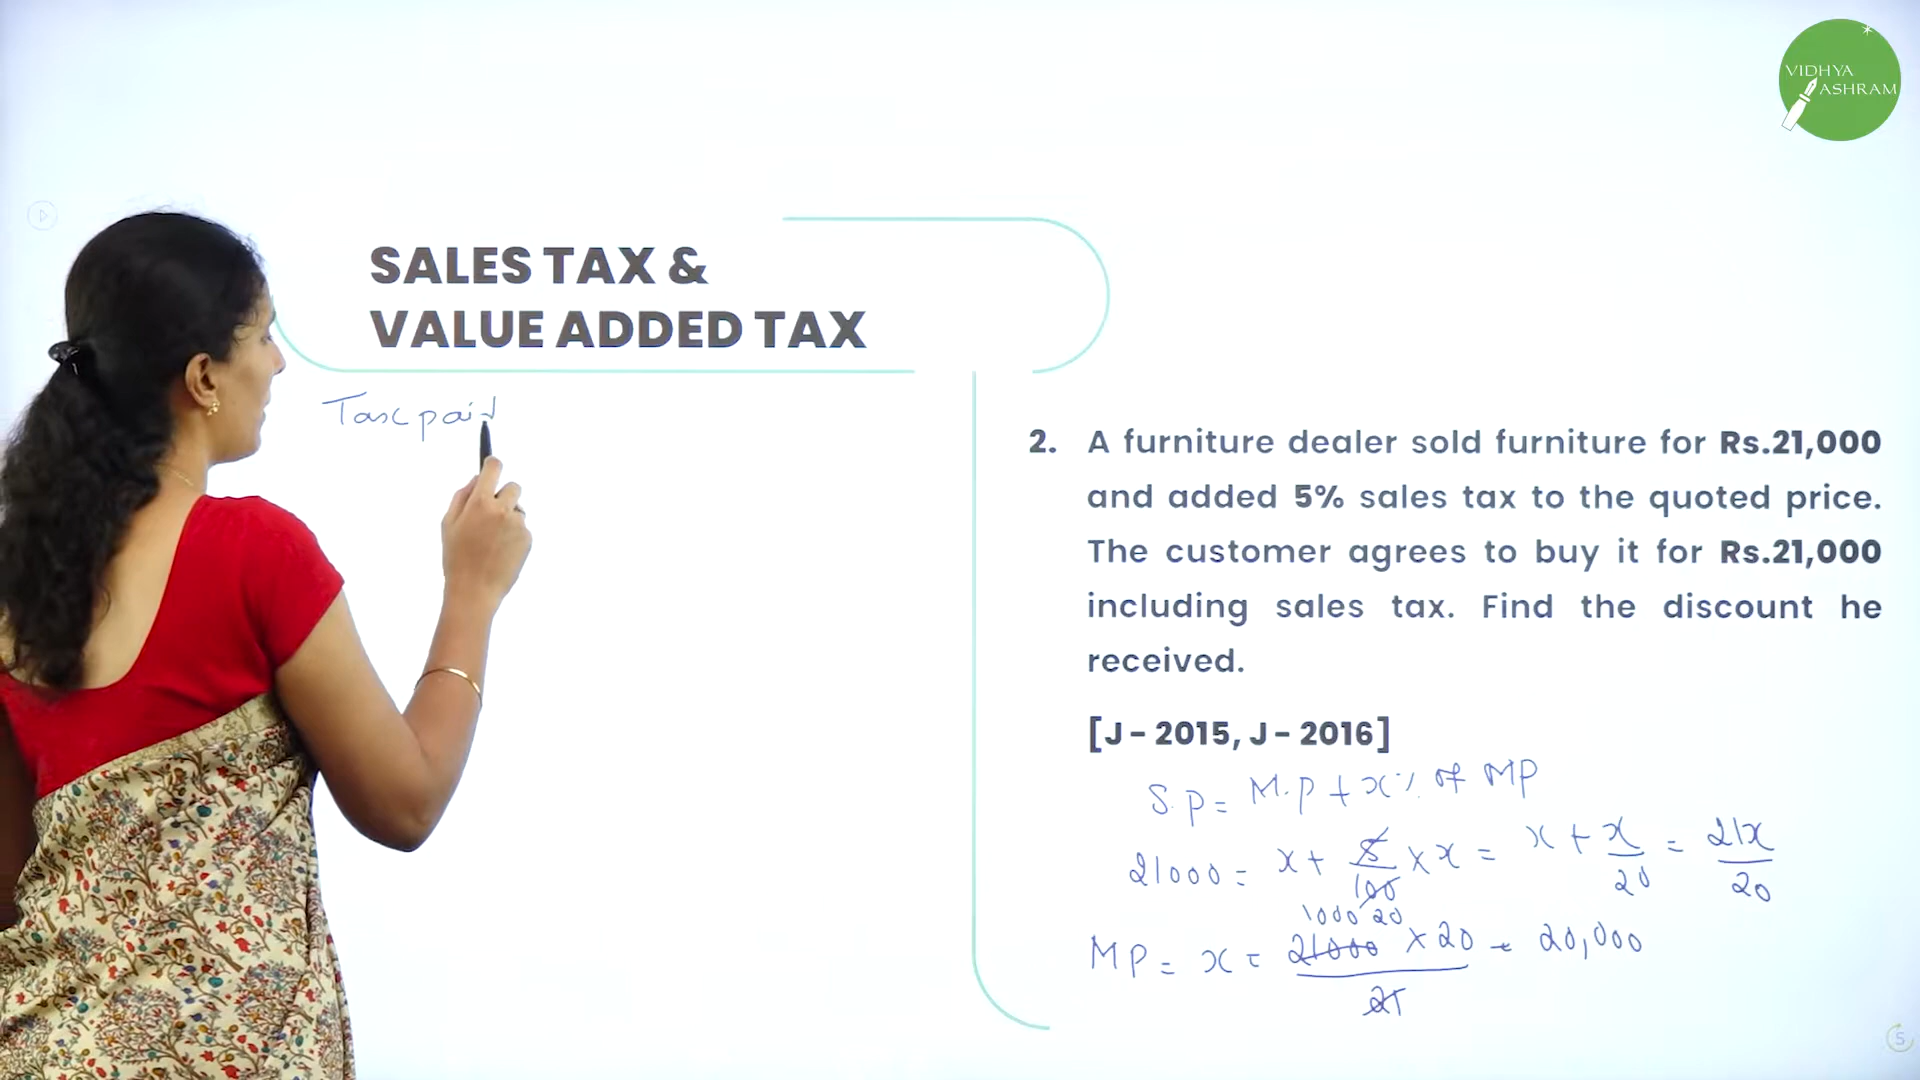 VIDHYA
ASHRAM
SALES TAX &
VALUE ADDED TAX
Tax paid
2. A furniture dealer sold furniture for Rs.21,000
and added 5% sales tax to the quoted price.
The customer agrees to buy it for Rs.21,000
including sales tax. Find the discount he
received.
[J - 2015, J - 2016]
S.P = M.P + x% of MP
21000 = x + 5/100 × x = x + x/20 = 21x/20
1000 20
MP = x = 21000 × 20 = 20,000
21
5